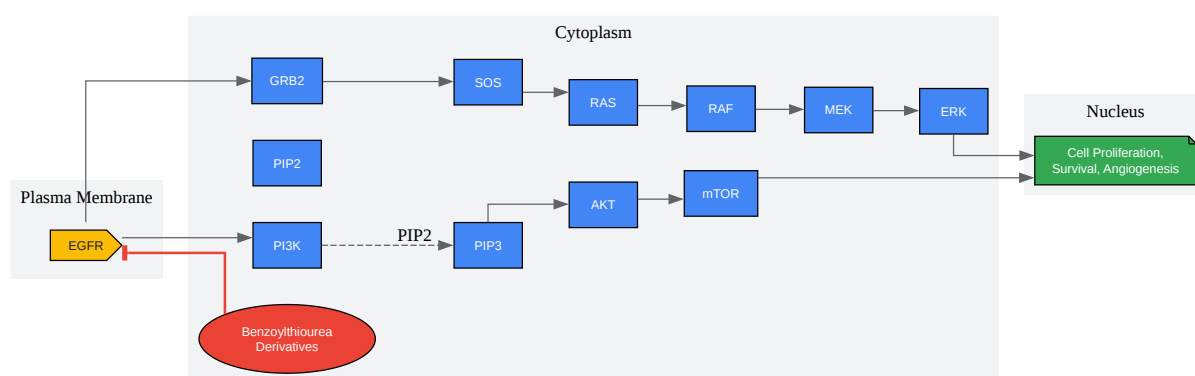 Cytoplasm
GRB2
SOS
RAS
RAF
MEK
ERK
Nucleus
Cell Proliferation,
Survival, Angiogenesis
PIP2
Plasma Membrane
EGFR
PI3K
PIP2
PIP3
AKT
mTOR
Benzoylthiourea
Derivatives